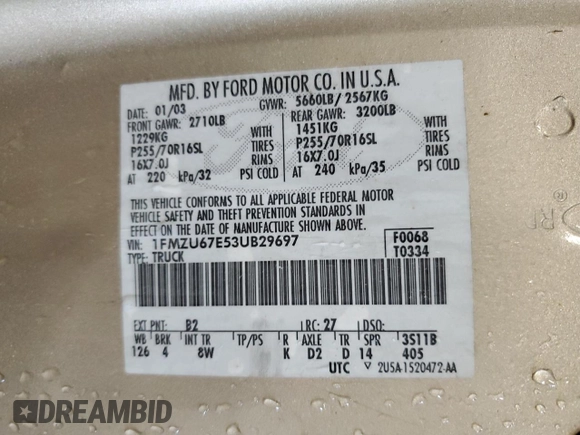 MFD. BY FORD MOTOR CO. IN U.S.A.
DATE: 01/03 GVWR: 5660LB/ 2567KG
FRONT GAWR: 2710LB REAR GAWR: 3200LB
1229KG WITH 1451KG WITH
P255/70R16SL TIRES P255/70R16SL TIRES
16X7.0J RIMS 16X7.0J RIMS
AT 220 kPa/32 PSI COLD AT 240 kPa/35 PSI COLD
THIS VEHICLE CONFORMS TO ALL APPLICABLE FEDERAL MOTOR
VEHICLE SAFETY AND THEFT PREVENTION STANDARDS IN
EFFECT ON THE DATE OF MANUFACTURE SHOWN ABOVE.
VIN: 1FMZU67E53UB29697 F0068
TYPE: TRUCK T0334
EXT PNT: B2 RC: 27 DSO:
WB BRK INT TR TP/PS R AXLE TR SPR 3S11B
126 4 8W K D2 D 14 405
UTC ▽ 2U5A-1520472-AA
RI
DREAMBID